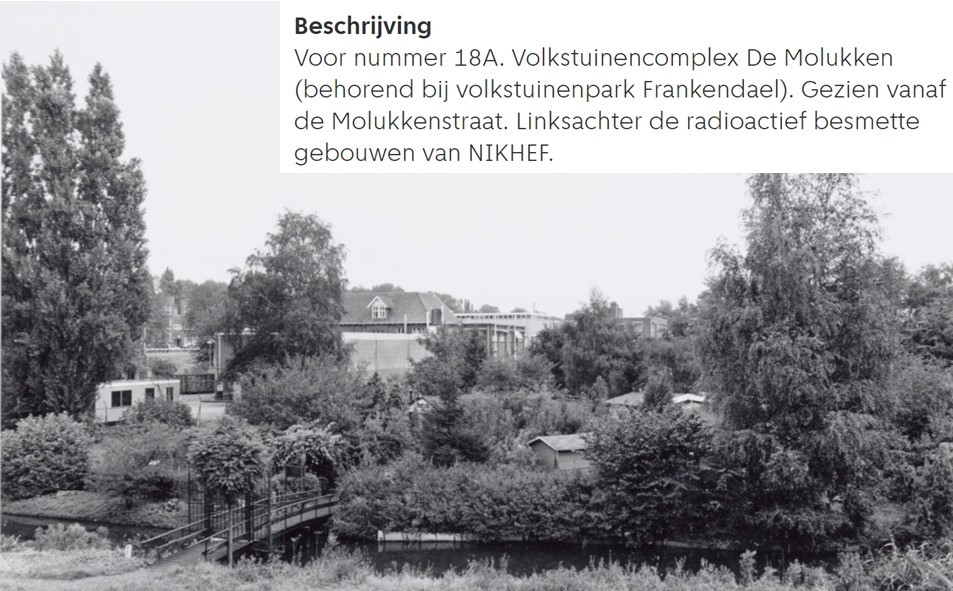 Beschrijving
Voor nummer 18A. Volkstuinencomplex De Molukken
(behorend bij volkstuinenpark Frankendael). Gezien vanaf
de Molukkenstraat. Linksachter de radioactief besmette
gebouwen van NIKHEF.